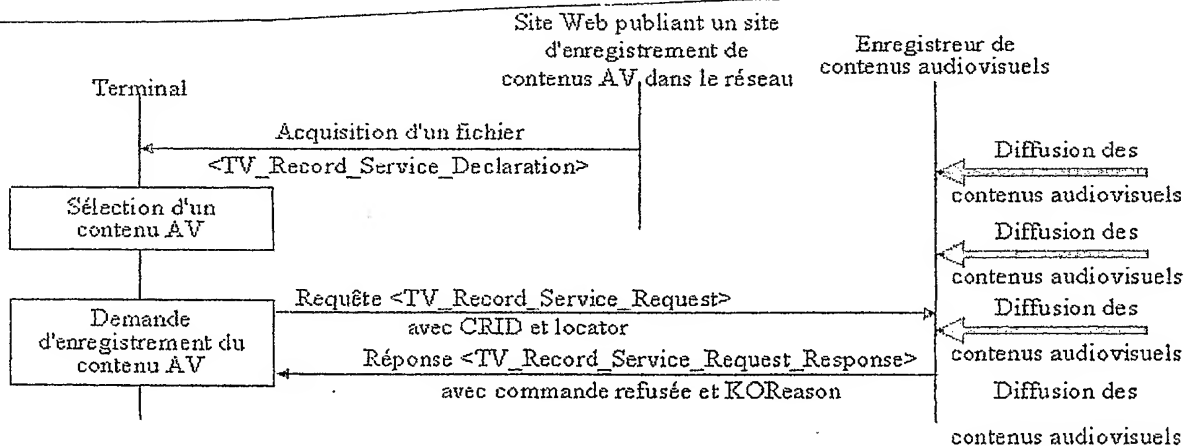 Site Web publiant un site
d'enregistrement de
contenus AV dans le réseau
Enregistreur de
contenus audiovisuels
Terminal
Acquisition d'un fichier
<TV_Record_Service_Declaration>
Diffusion des
contenus audiovisuels
Sélection d'un
contenu AV
Diffusion des
contenus audiovisuels
Requête <TV_Record_Service_Request>
avec CRID et locator
Diffusion des
contenus audiovisuels
Demande
d'enregistrement du
contenu AV
Réponse <TV_Record_Service_Request_Response>
avec commande refusée et KOReason
Diffusion des
contenus audiovisuels